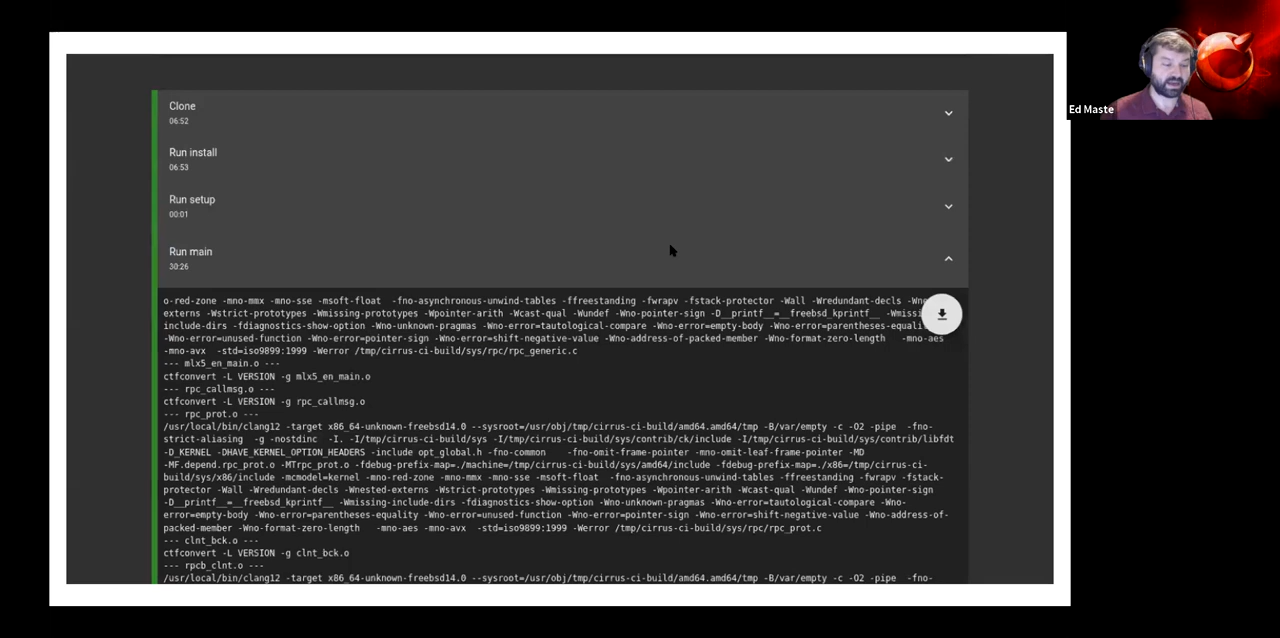 Clone
06:52
Run install
06:53
Run setup
00:01
Run main
30:26
o-red-zone -mno-mmx -mno-sse -msoft-float  -fno-asynchronous-unwind-tables -ffreestanding -fwrapv -fstack-protector -Wall -Wredundant-decls
externs -Wstrict-prototypes -Wmissing-prototypes -Wpointer-arith -Wcast-qual -Wundef -Wno-pointer-sign -D__printf__=__freebsd_kprintf__
include-dirs -fdiagnostics-show-option -Wno-unknown-pragmas -Wno-error=tautological-compare -Wno-error=empty-body -Wno-error=parentheses-equali
-Wno-error=unused-function -Wno-error=pointer-sign -Wno-error=shift-negative-value -Wno-address-of-packed-member -Wno-format-zero-length   -mno-aes
-mno-avx  -std=iso9899:1999 -Werror /tmp/cirrus-ci-build/sys/rpc/rpc_generic.c
--- mlx5_en_main.o ---
ctfconvert -L VERSION -g mlx5_en_main.o
--- rpc_callmsg.o ---
ctfconvert -L VERSION -g rpc_callmsg.o
--- rpc_prot.o ---
/usr/local/bin/clang12 -target x86_64-unknown-freebsd14.0 --sysroot=/usr/obj/tmp/cirrus-ci-build/amd64.amd64/tmp -B/var/empty -c -O2 -pipe  -fno-
strict-aliasing  -g -nostdinc  -I. -I/tmp/cirrus-ci-build/sys -I/tmp/cirrus-ci-build/sys/contrib/ck/include -I/tmp/cirrus-ci-build/sys/contrib/libfdt
-D_KERNEL -DHAVE_KERNEL_OPTION_HEADERS -include opt_global.h -fno-common    -fno-omit-frame-pointer -mno-omit-leaf-frame-pointer -MD
-MF.depend.rpc_prot.o -MTrpc_prot.o -fdebug-prefix-map=./machine=/tmp/cirrus-ci-build/sys/amd64/include -fdebug-prefix-map=./x86=/tmp/cirrus-ci-
build/sys/x86/include -mcmodel=kernel -mno-red-zone -mno-mmx -mno-sse -msoft-float  -fno-asynchronous-unwind-tables -ffreestanding -fwrapv -fstack-
protector -Wall -Wredundant-decls -Wnested-externs -Wstrict-prototypes -Wmissing-prototypes -Wpointer-arith -Wcast-qual -Wundef -Wno-pointer-sign
-D__printf__=__freebsd_kprintf__ -Wmissing-include-dirs -fdiagnostics-show-option -Wno-unknown-pragmas -Wno-error=tautological-compare -Wno-
error=empty-body -Wno-error=parentheses-equality -Wno-error=unused-function -Wno-error=pointer-sign -Wno-error=shift-negative-value -Wno-address-of-
packed-member -Wno-format-zero-length   -mno-aes -mno-avx  -std=iso9899:1999 -Werror /tmp/cirrus-ci-build/sys/rpc/rpc_prot.c
--- clnt_bck.o ---
ctfconvert -L VERSION -g clnt_bck.o
--- rpcb_clnt.o ---
/usr/local/bin/clang12 -target x86_64-unknown-freebsd14.0 --sysroot=/usr/obj/tmp/cirrus-ci-build/amd64.amd64/tmp -B/var/empty -c -O2 -pipe  -fno-
Ed Maste